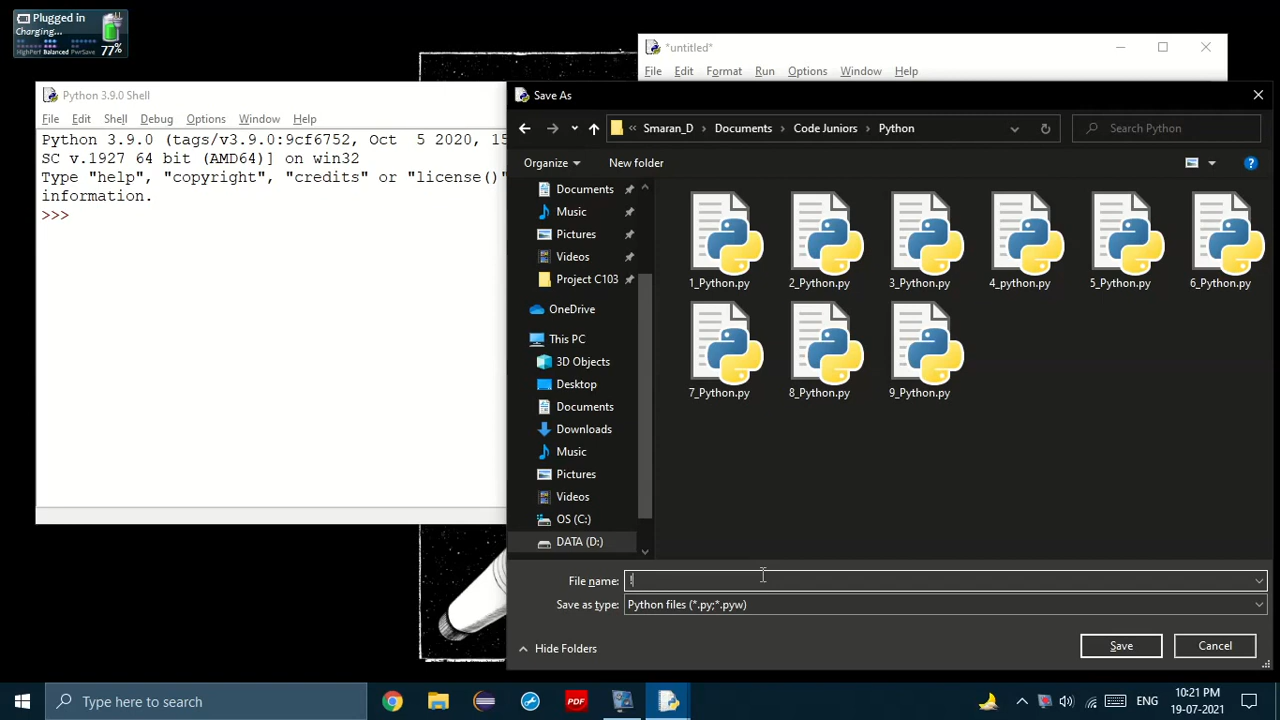 Plugged in
Charging...
HighPerf Balanced PwrSave 77%
*untitled*
File Edit Format Run Options Window Help
Python 3.9.0 Shell
File Edit Shell Debug Options Window Help
Python 3.9.0 (tags/v3.9.0:9cf6752, Oct 5 2020, 15
SC v.1927 64 bit (AMD64)] on win32
Type "help", "copyright", "credits" or "license()"
information.
>>>
Save As
« Smaran_D > Documents > Code Juniors > Python
Search Python
Organize New folder
Documents
Music
Pictures
Videos
Project C103
OneDrive
This PC
3D Objects
Desktop
Documents
Downloads
Music
Pictures
Videos
OS (C:)
DATA (D:)
1_Python.py 2_Python.py 3_Python.py 4_python.py 5_Python.py 6_Python.py
7_Python.py 8_Python.py 9_Python.py
File name: !
Save as type: Python files (*.py;*.pyw)
Hide Folders
Save Cancel
Type here to search
PDF
ENG
10:21 PM
19-07-2021